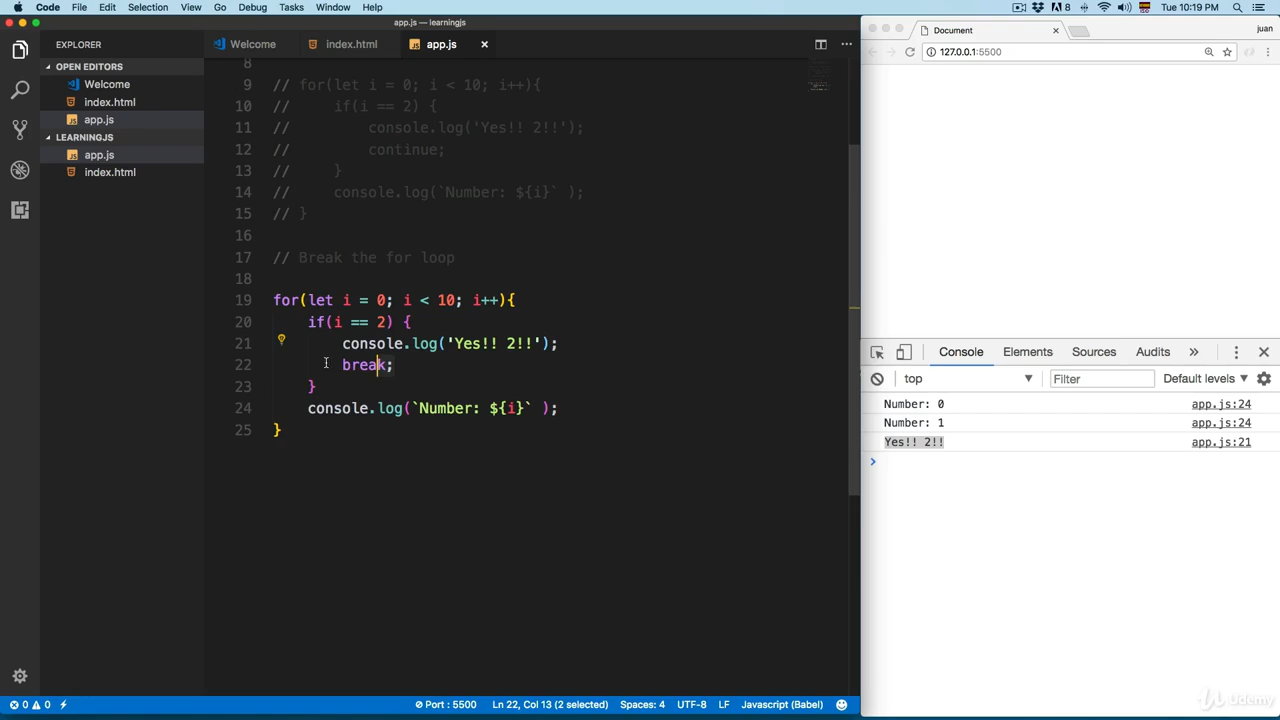 Code File Edit Selection View Go Debug Tasks Window Help
Tue 10:19 PM
app.js — learningjs
EXPLORER
OPEN EDITORS
Welcome
index.html
app.js
LEARNINGJS
app.js
index.html
Welcome index.html app.js
8
9 // for(let i = 0; i < 10; i++){
10 // if(i == 2) {
11 // console.log('Yes!! 2!!');
12 // continue;
13 // }
14 // console.log(`Number: ${i}` );
15 // }
16
17 // Break the for loop
18
19 for(let i = 0; i < 10; i++){
20 if(i == 2) {
21 console.log('Yes!! 2!!');
22 break;
23 }
24 console.log(`Number: ${i}` );
25 }
0 0
Port : 5500 Ln 22, Col 13 (2 selected) Spaces: 4 UTF-8 LF Javascript (Babel)
Document juan
127.0.0.1:5500
Console Elements Network Sources Audits
top Filter Default levels
Number: 0 app.js:24
Number: 1 app.js:24
Yes!! 2!! app.js:21
Udemy